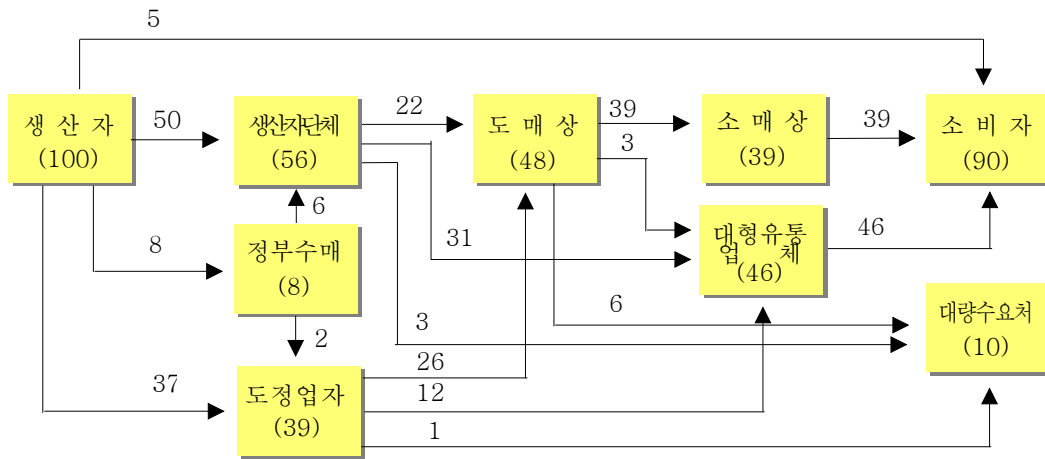 5
생 산 자
(100)
50
생산자단체
(56)
22
도 매 상
(48)
39
3
소 매 상
(39)
39
소 비 자
(90)
6
8
정부수매
(8)
31
대형유통
업 체
(46)
46
2
3
6
대량수요처
(10)
37
도정업자
(39)
26
12
1